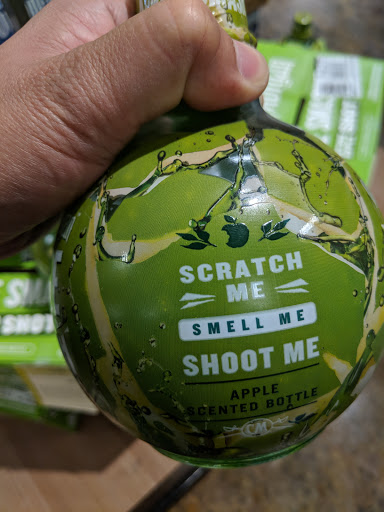 SCRATCH
ME
SMELL ME
SHOOT ME
APPLE
SCENTED BOTTLE